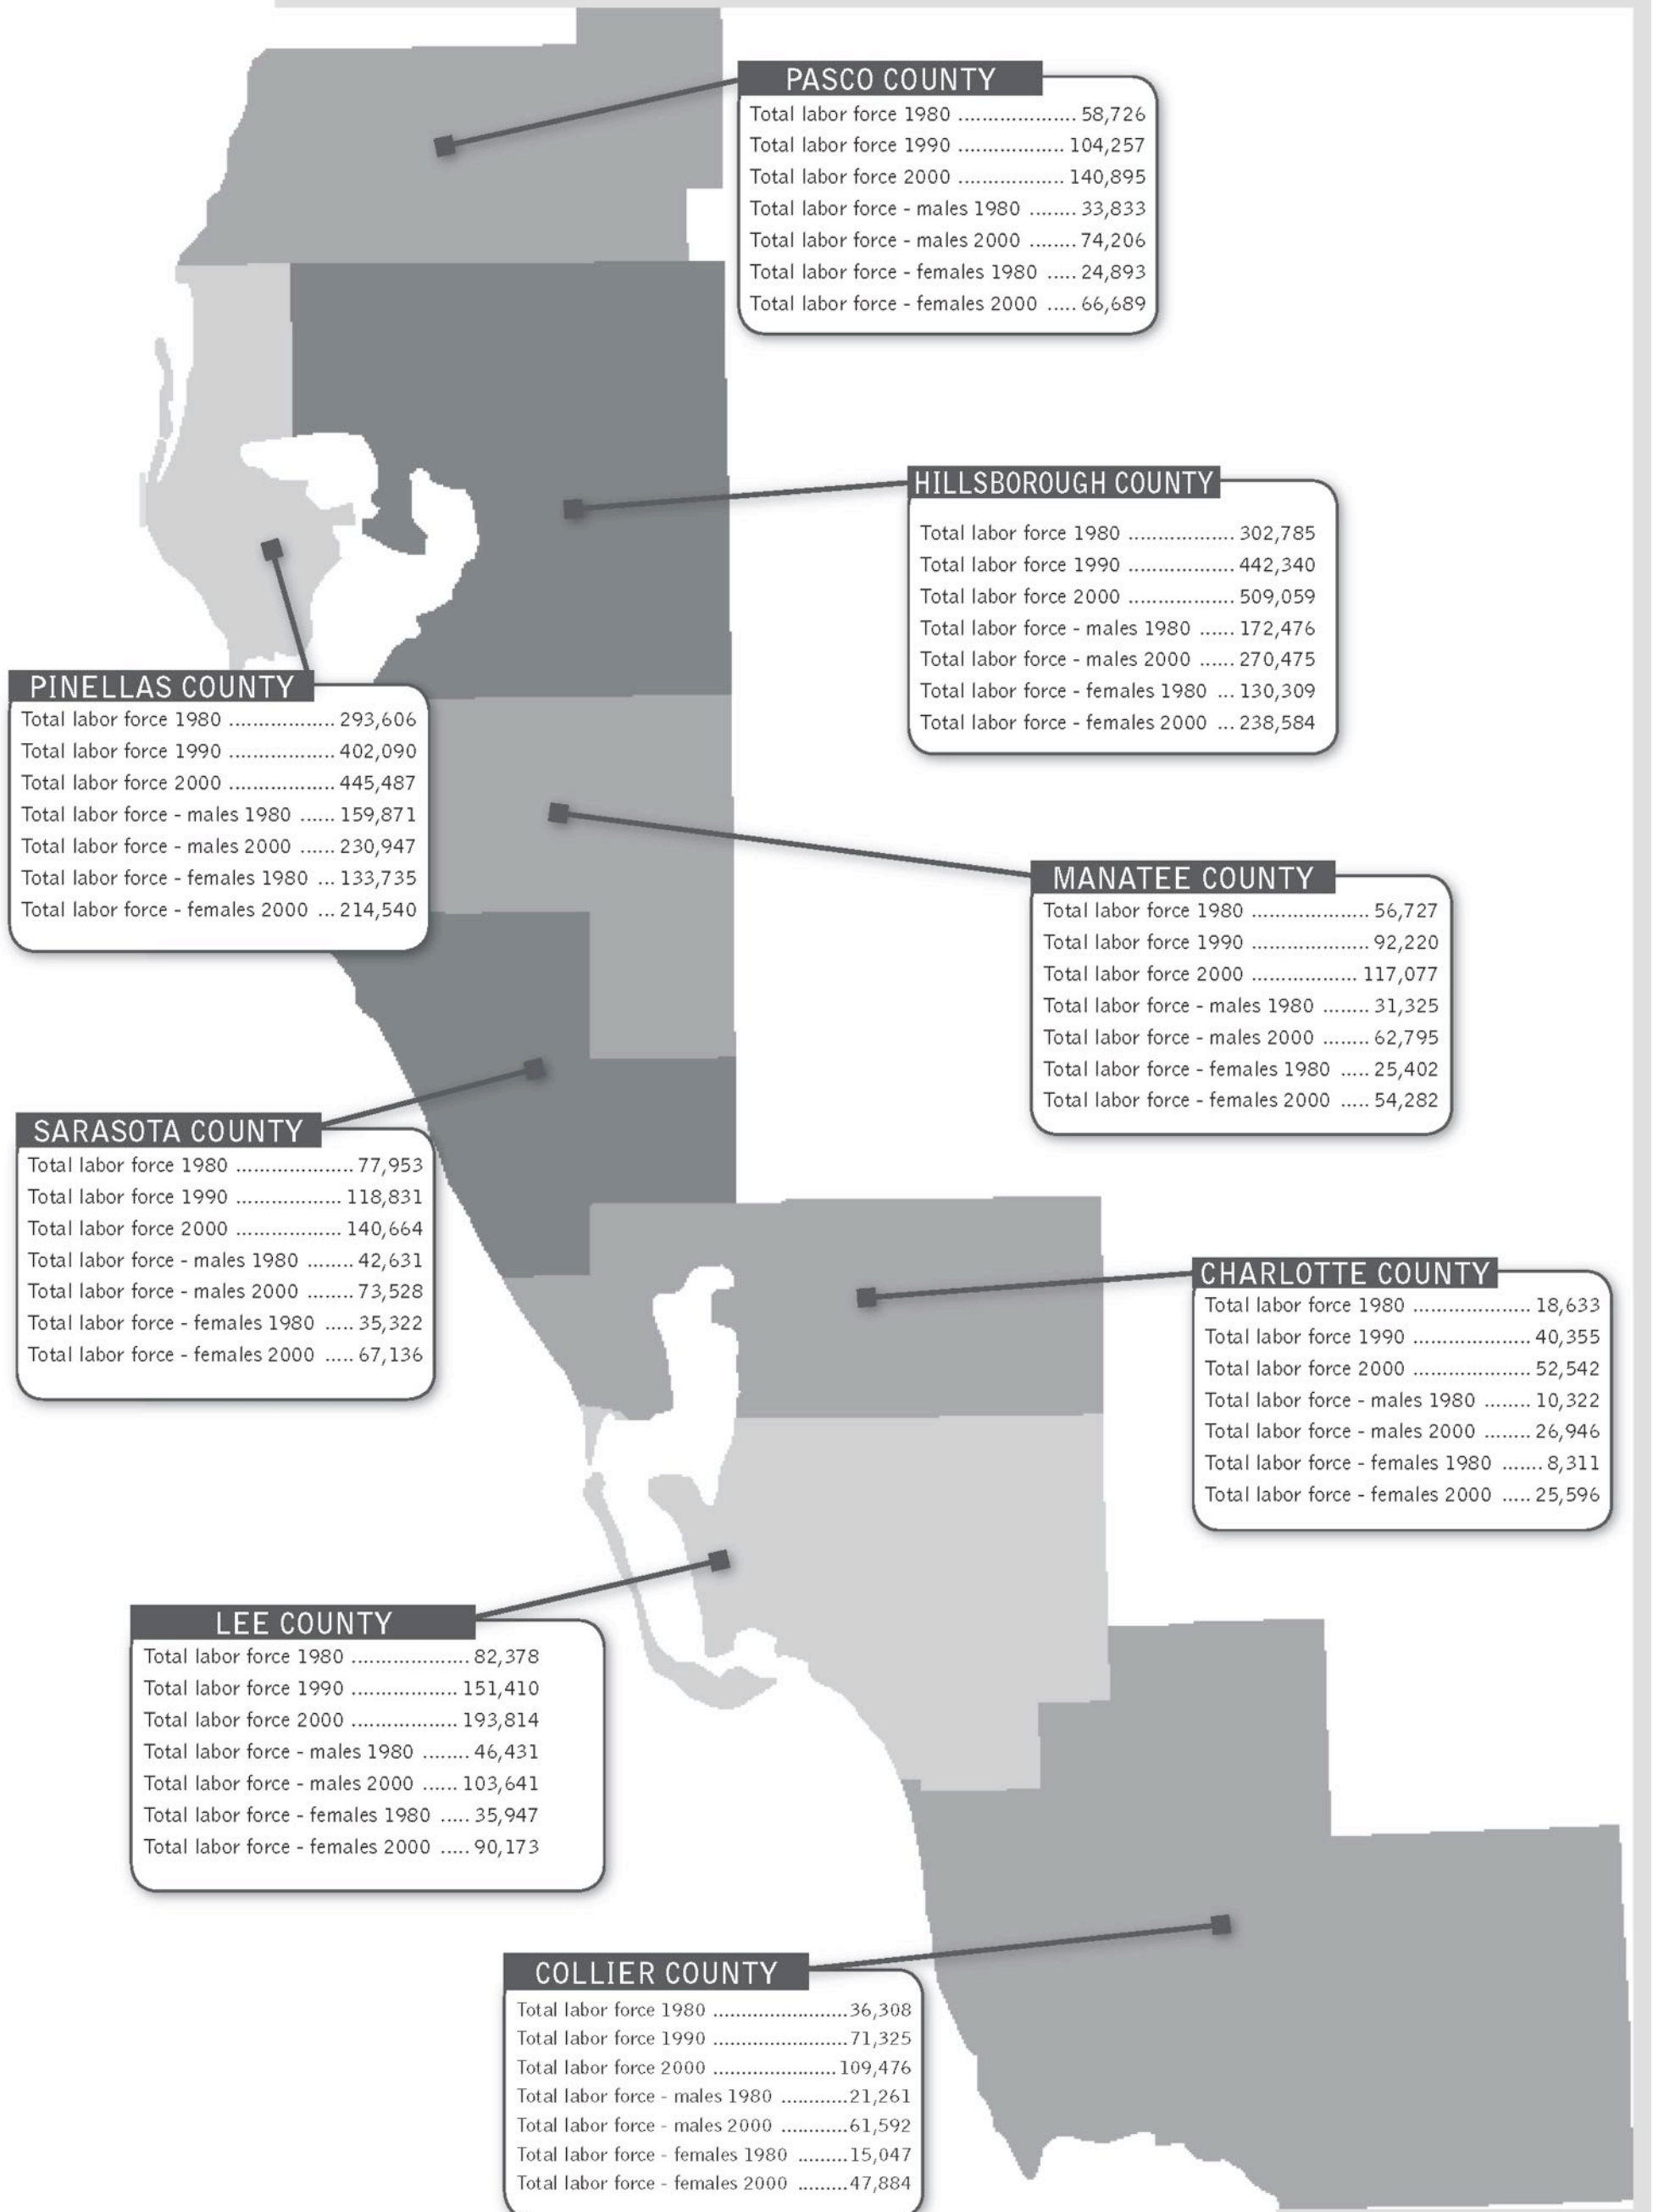 PASCO COUNTY
Total labor force 1980 .................... 58,726
Total labor force 1990 .................. 104,257
Total labor force 2000 .................. 140,895
Total labor force - males 1980 ........ 33,833
Total labor force - males 2000 ........ 74,206
Total labor force - females 1980 ..... 24,893
Total labor force - females 2000 ..... 66,689
HILLSBOROUGH COUNTY
Total labor force 1980 .................. 302,785
Total labor force 1990 .................. 442,340
Total labor force 2000 .................. 509,059
Total labor force - males 1980 ...... 172,476
Total labor force - males 2000 ...... 270,475
Total labor force - females 1980 ... 130,309
Total labor force - females 2000 ... 238,584
PINELLAS COUNTY
Total labor force 1980 .................. 293,606
Total labor force 1990 .................. 402,090
Total labor force 2000 .................. 445,487
Total labor force - males 1980 ...... 159,871
Total labor force - males 2000 ...... 230,947
Total labor force - females 1980 ... 133,735
Total labor force - females 2000 ... 214,540
MANATEE COUNTY
Total labor force 1980 .................... 56,727
Total labor force 1990 .................... 92,220
Total labor force 2000 .................. 117,077
Total labor force - males 1980 ........ 31,325
Total labor force - males 2000 ........ 62,795
Total labor force - females 1980 ..... 25,402
Total labor force - females 2000 ..... 54,282
SARASOTA COUNTY
Total labor force 1980 .................... 77,953
Total labor force 1990 .................. 118,831
Total labor force 2000 .................. 140,664
Total labor force - males 1980 ........ 42,631
Total labor force - males 2000 ........ 73,528
Total labor force - females 1980 ..... 35,322
Total labor force - females 2000 ..... 67,136
CHARLOTTE COUNTY
Total labor force 1980 .................... 18,633
Total labor force 1990 .................... 40,355
Total labor force 2000 .................... 52,542
Total labor force - males 1980 ........ 10,322
Total labor force - males 2000 ........ 26,946
Total labor force - females 1980 ....... 8,311
Total labor force - females 2000 ..... 25,596
LEE COUNTY
Total labor force 1980 .................... 82,378
Total labor force 1990 .................. 151,410
Total labor force 2000 .................. 193,814
Total labor force - males 1980 ........ 46,431
Total labor force - males 2000 ...... 103,641
Total labor force - females 1980 ..... 35,947
Total labor force - females 2000 ..... 90,173
COLLIER COUNTY
Total labor force 1980 ........................36,308
Total labor force 1990 ........................71,325
Total labor force 2000 ......................109,476
Total labor force - males 1980 ............21,261
Total labor force - males 2000 ............61,592
Total labor force - females 1980 .........15,047
Total labor force - females 2000 .........47,884